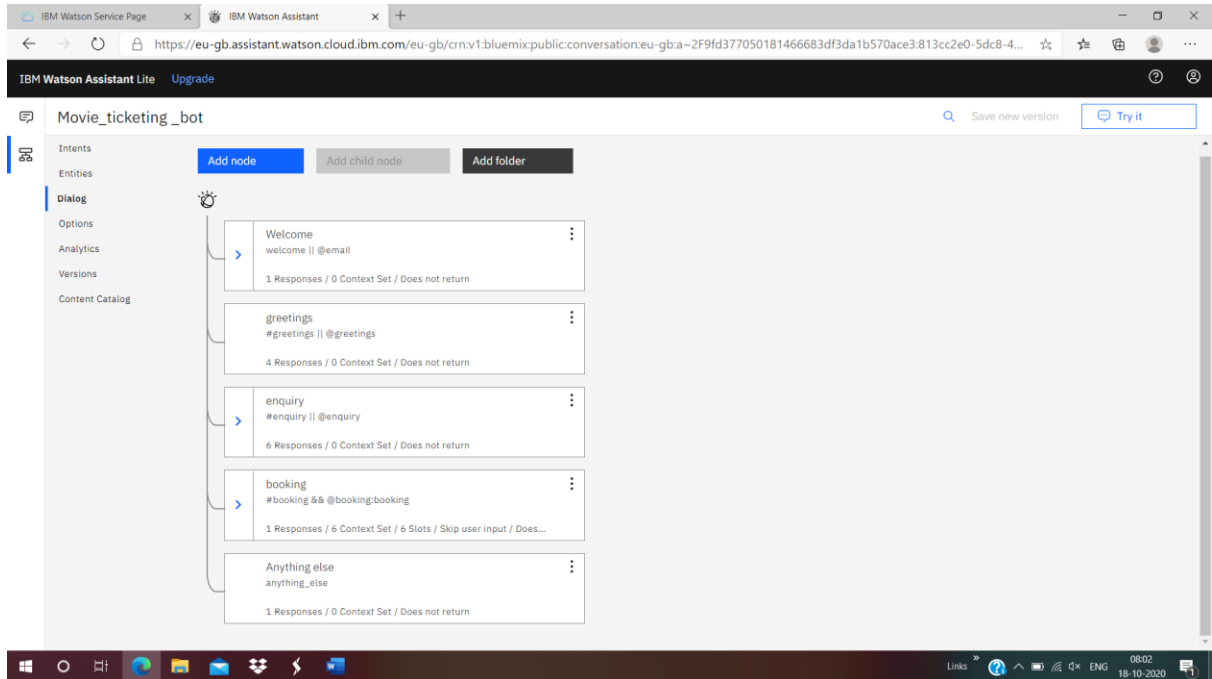 IBM Watson Service Page
IBM Watson Assistant
https://eu-gb.assistant.watson.cloud.ibm.com/eu-gb/crn:v1:bluemix:public:conversation:eu-gb:a~2F9fd377050181466683df3da1b570ace3:813cc2e0-5dc8-4...
IBM Watson Assistant Lite Upgrade
Movie_ticketing _bot
Save new version
Try it
Intents
Entities
Dialog
Options
Analytics
Versions
Content Catalog
Add node
Add child node
Add folder
Welcome
welcome || @email
1 Responses / 0 Context Set / Does not return
greetings
#greetings || @greetings
4 Responses / 0 Context Set / Does not return
enquiry
#enquiry || @enquiry
6 Responses / 0 Context Set / Does not return
booking
#booking && @booking:booking
1 Responses / 6 Context Set / 6 Slots / Skip user input / Does...
Anything else
anything_else
1 Responses / 0 Context Set / Does not return
Links
ENG
08:02
18-10-2020